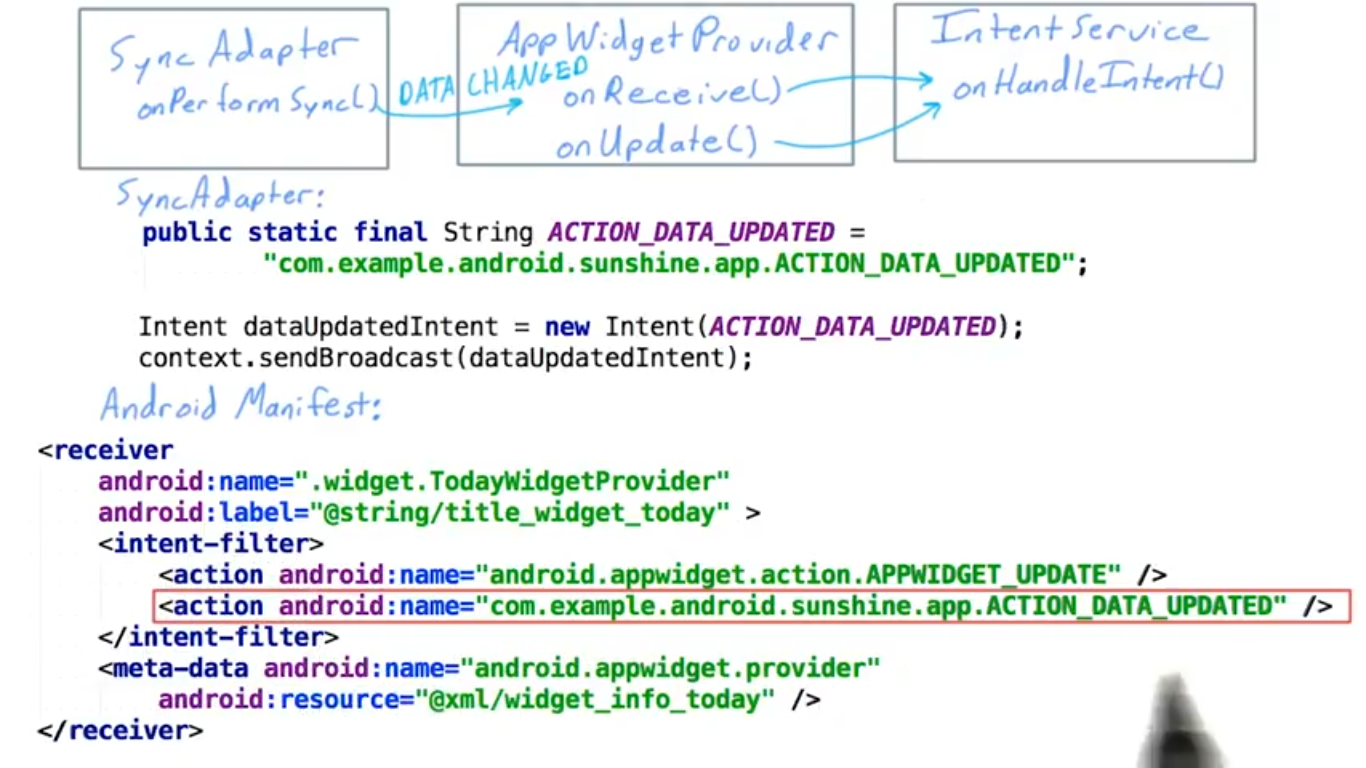 Sync Adapter
onPerformSync()
DATA CHANGED
AppWidgetProvider
onReceive()
onUpdate()
IntentService
onHandleIntent()
SyncAdapter:
public static final String ACTION_DATA_UPDATED =
"com.example.android.sunshine.app.ACTION_DATA_UPDATED";
Intent dataUpdatedIntent = new Intent(ACTION_DATA_UPDATED);
context.sendBroadcast(dataUpdatedIntent);
Android Manifest:
<receiver
android:name=".widget.TodayWidgetProvider"
android:label="@string/title_widget_today" >
<intent-filter>
<action android:name="android.appwidget.action.APPWIDGET_UPDATE" />
<action android:name="com.example.android.sunshine.app.ACTION_DATA_UPDATED" />
</intent-filter>
<meta-data android:name="android.appwidget.provider"
android:resource="@xml/widget_info_today" />
</receiver>